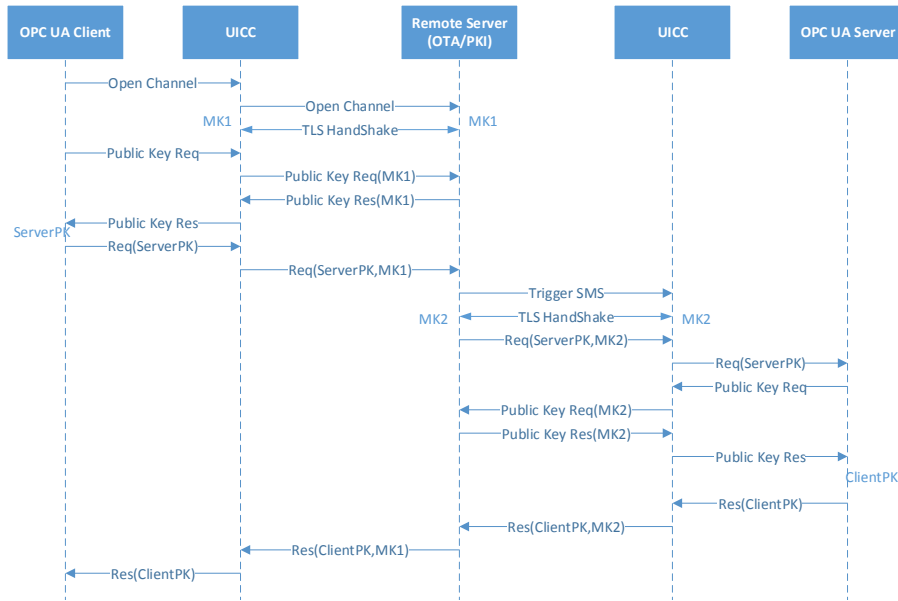 OPC UA Client
UICC
Remote Server
(OTA/PKI)
UICC
OPC UA Server
Open Channel
Open Channel
MK1
TLS HandShake
MK1
Public Key Req
Public Key Req(MK1)
Public Key Res(MK1)
Public Key Res
ServerPK
Req(ServerPK)
Req(ServerPK,MK1)
Trigger SMS
MK2
TLS HandShake
MK2
Req(ServerPK,MK2)
Req(ServerPK)
Public Key Req
Public Key Req(MK2)
Public Key Res(MK2)
Public Key Res
ClientPK
Res(ClientPK)
Res(ClientPK,MK2)
Res(ClientPK,MK1)
Res(ClientPK)